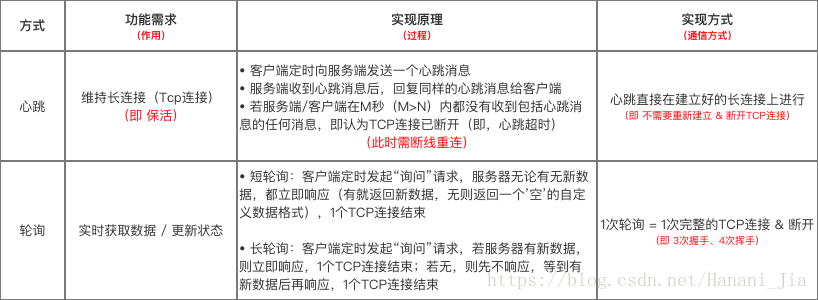 方式
功能需求
(作用)
实现原理
(过程)
实现方式
(通信方式)
心跳
维持长连接（Tcp连接）
(即 保活)
• 客户端定时向服务端发送一个心跳消息
• 服务端收到心跳消息后，回复同样的心跳消息给客户端
• 若服务端/客户端在M秒（M>N）内都没有收到包括心跳消
息的任何消息，即认为TCP连接已断开（即，心跳超时）
(此时需断线重连)
心跳直接在建立好的长连接上进行
(即 不需要重新建立 & 断开TCP连接)
轮询
实时获取数据 / 更新状态
• 短轮询：客户端定时发起“询问”请求，服务器无论有无新数
据，都立即响应（有就返回新数据，无则返回一个’空’的自定
义数据格式），1个TCP连接结束
• 长轮询：客户端定时发起“询问”请求，若服务器有新数据，
则立即响应，1个TCP连接结束；若无，则先不响应，等到有
新数据后再响应，1个TCP连接结束
1次轮询 = 1次完整的TCP连接 & 断开
(即 3次握手、4次挥手)
https://blog.csdn.net/Hanani_Jia